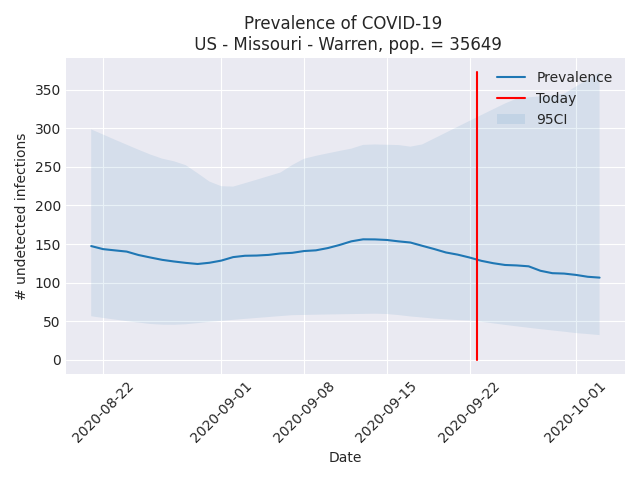 Prevalence of COVID-19
US - Missouri - Warren, pop. = 35649
Prevalence
Today
95CI
# undetected infections
350
300
250
200
150
100
50
0
2020-08-22
2020-09-01
2020-09-08
2020-09-15
2020-09-22
2020-10-01
Date